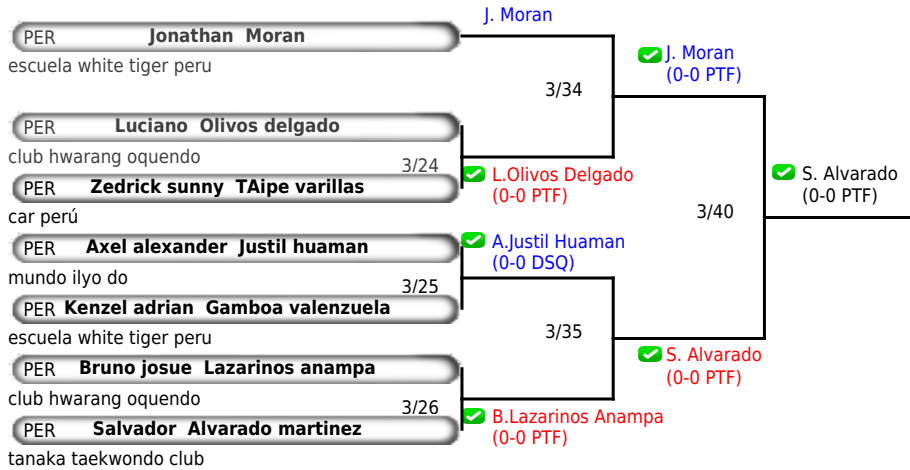 J. Moran
PER Jonathan Moran
escuela white tiger peru
J. Moran
(0-0 PTF)
3/34
PER Luciano Olivos delgado
club hwarang oquendo
3/24
L.Olivos Delgado
(0-0 PTF)
PER Zedrick sunny TAipe varillas
car perú
S. Alvarado
(0-0 PTF)
3/40
PER Axel alexander Justil huaman
mundo ilyo do
A.Justil Huaman
(0-0 DSQ)
3/25
PER Kenzel adrian Gamboa valenzuela
escuela white tiger peru
3/35
S. Alvarado
(0-0 PTF)
PER Bruno josue Lazarinos anampa
club hwarang oquendo
3/26
B.Lazarinos Anampa
(0-0 PTF)
PER Salvador Alvarado martinez
tanaka taekwondo club